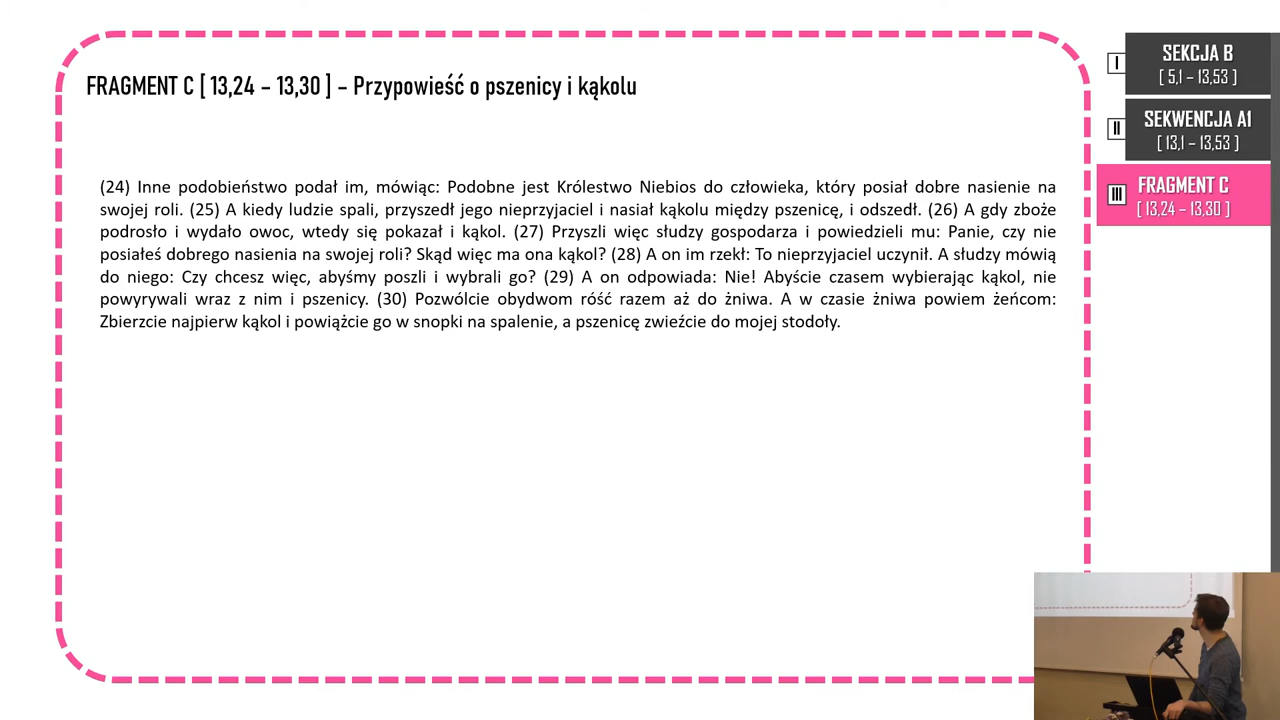 FRAGMENT C [ 13,24 – 13,30 ] – Przypowieść o pszenicy i kąkolu
(24) Inne podobieństwo podał im, mówiąc: Podobne jest Królestwo Niebios do człowieka, który posiał dobre nasienie na
swojej roli. (25) A kiedy ludzie spali, przyszedł jego nieprzyjaciel i nasiał kąkolu między pszenicę, i odszedł. (26) A gdy zboże
podrosło i wydało owoc, wtedy się pokazał i kąkol. (27) Przyszli więc słudzy gospodarza i powiedzieli mu: Panie, czy nie
posiałeś dobrego nasienia na swojej roli? Skąd więc ma ona kąkol? (28) A on im rzekł: To nieprzyjaciel uczynił. A słudzy mówią
do niego: Czy chcesz więc, abyśmy poszli i wybrali go? (29) A on odpowiada: Nie! Abyście czasem wybierając kąkol, nie
powyrywali wraz z nim i pszenicy. (30) Pozwólcie obydwom róść razem aż do żniwa. A w czasie żniwa powiem żeńcom:
Zbierzcie najpierw kąkol i powiążcie go w snopki na spalenie, a pszenicę zwieźcie do mojej stodoły.
I
SEKCJA B
[ 5,1 – 13,53 ]
II
SEKWENCJA A1
[ 13,1 – 13,53 ]
III
FRAGMENT C
[ 13,24 – 13,30 ]